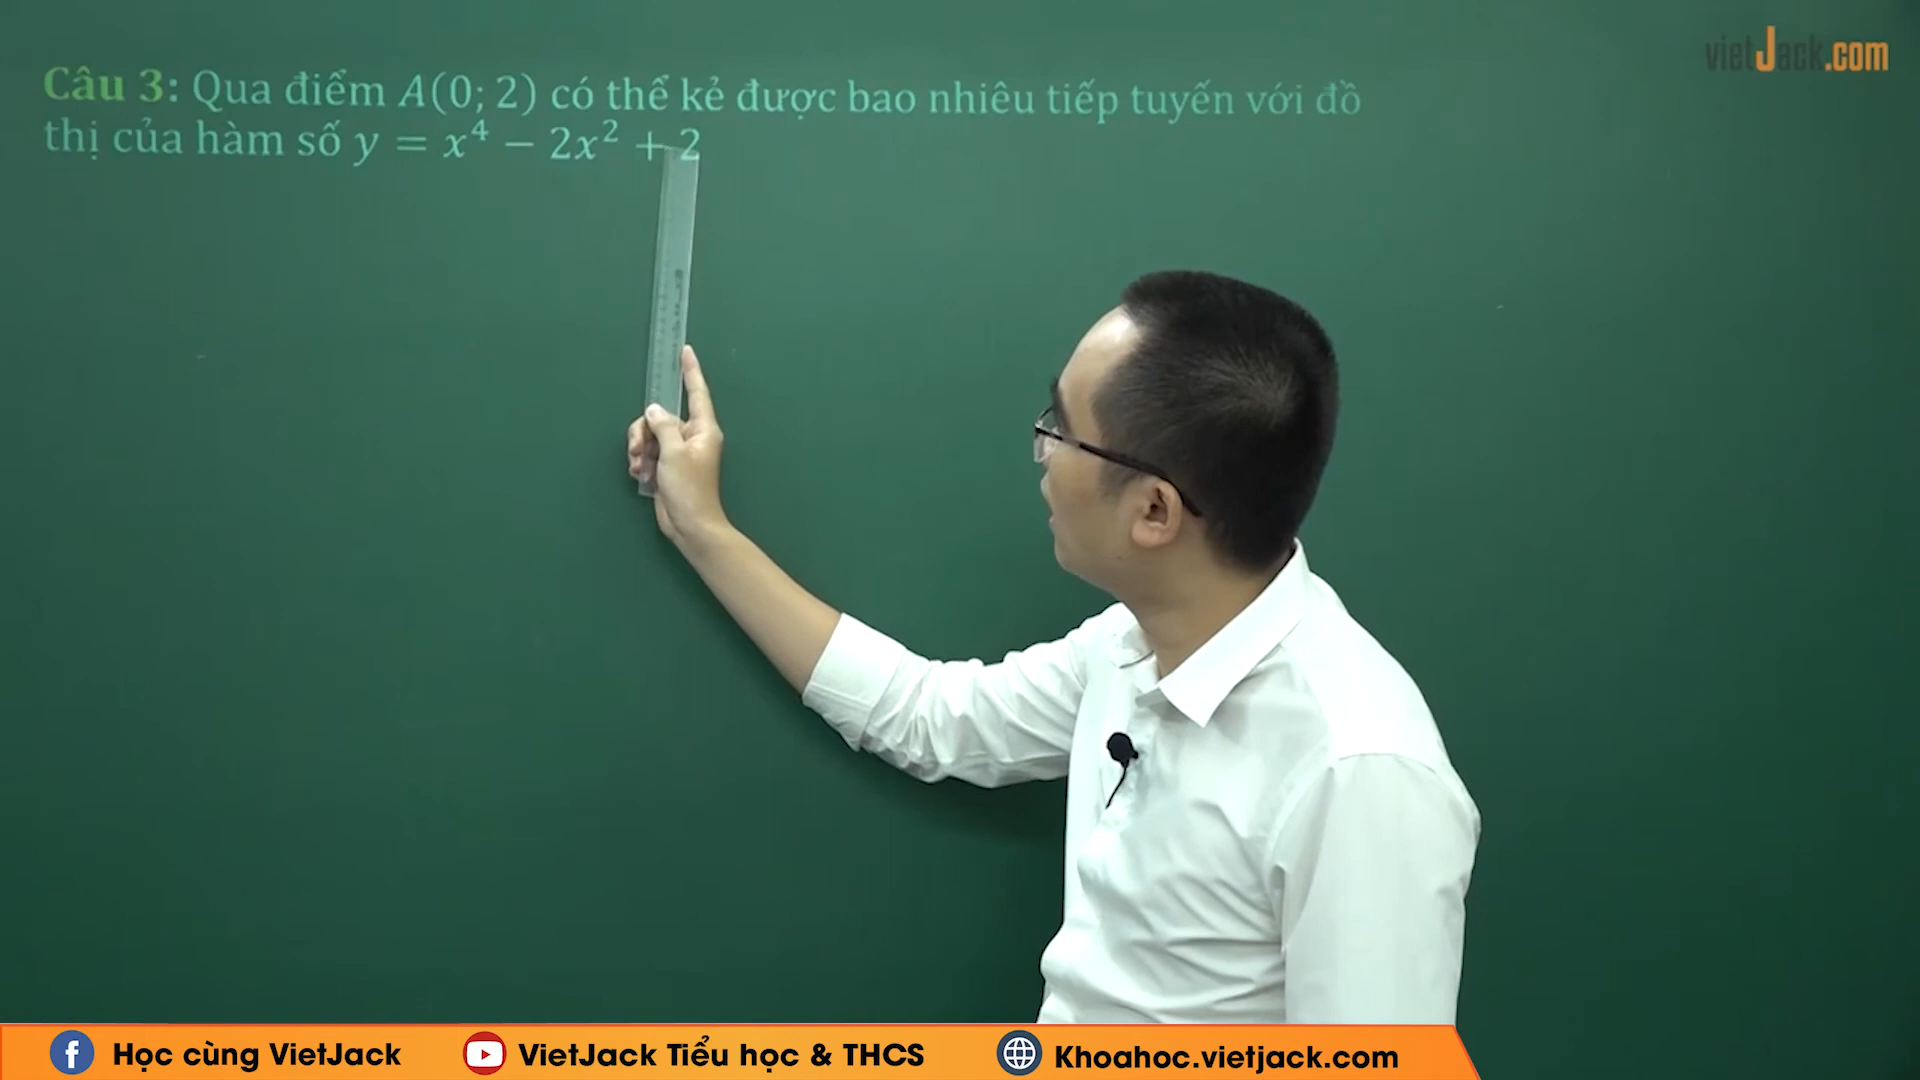 vietJack.com
Câu 3: Qua điểm A(0; 2) có thể kẻ được bao nhiêu tiếp tuyến với đồ
thị của hàm số y = x⁴ − 2x² + 2
Học cùng VietJack
VietJack Tiểu học & THCS
Khoahoc.vietjack.com